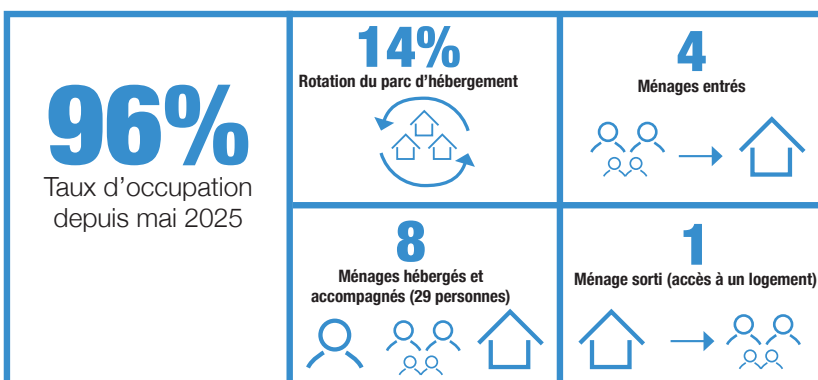 96%
Taux d’occupation
depuis mai 2025
14%
Rotation du parc d’hébergement
4
Ménages entrés
8
Ménages hébergés et
accompagnés (29 personnes)
1
Ménage sorti (accès à un logement)